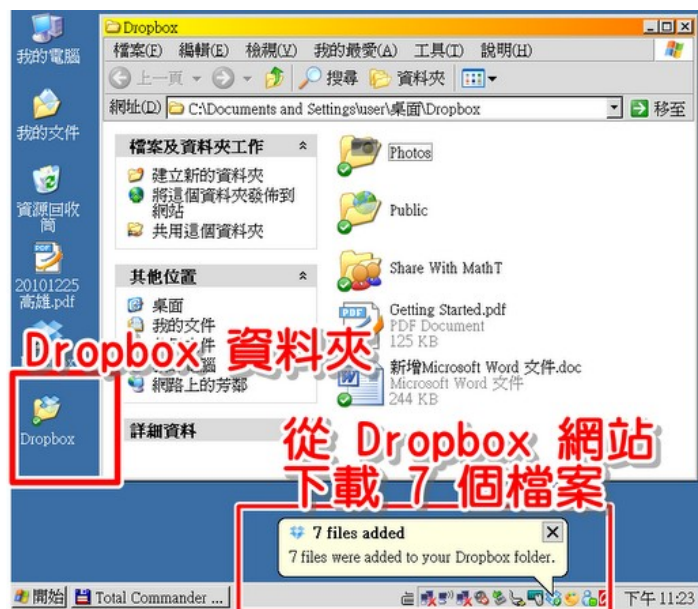 我的電腦
我的文件
資源回收
筒
20101225
高雄.pdf
Dropbox
Dropbox
檔案(F) 編輯(E) 檢視(V) 我的最愛(A) 工具(T) 說明(H)
上一頁 搜尋 資料夾
網址(D) C:\Documents and Settings\user\桌面\Dropbox 移至
檔案及資料夾工作
建立新的資料夾
將這個資料夾發佈到
網站
共用這個資料夾
其他位置
桌面
我的文件
網路上的芳鄰
詳細資料
Photos
Public
Share With MathT
Getting Started.pdf
PDF Document
125 KB
新增Microsoft Word 文件.doc
Microsoft Word 文件
244 KB
Dropbox 資料夾
從 Dropbox 網站
下載 7 個檔案
7 files added
7 files were added to your Dropbox folder.
開始 Total Commander ... 下午 11:23